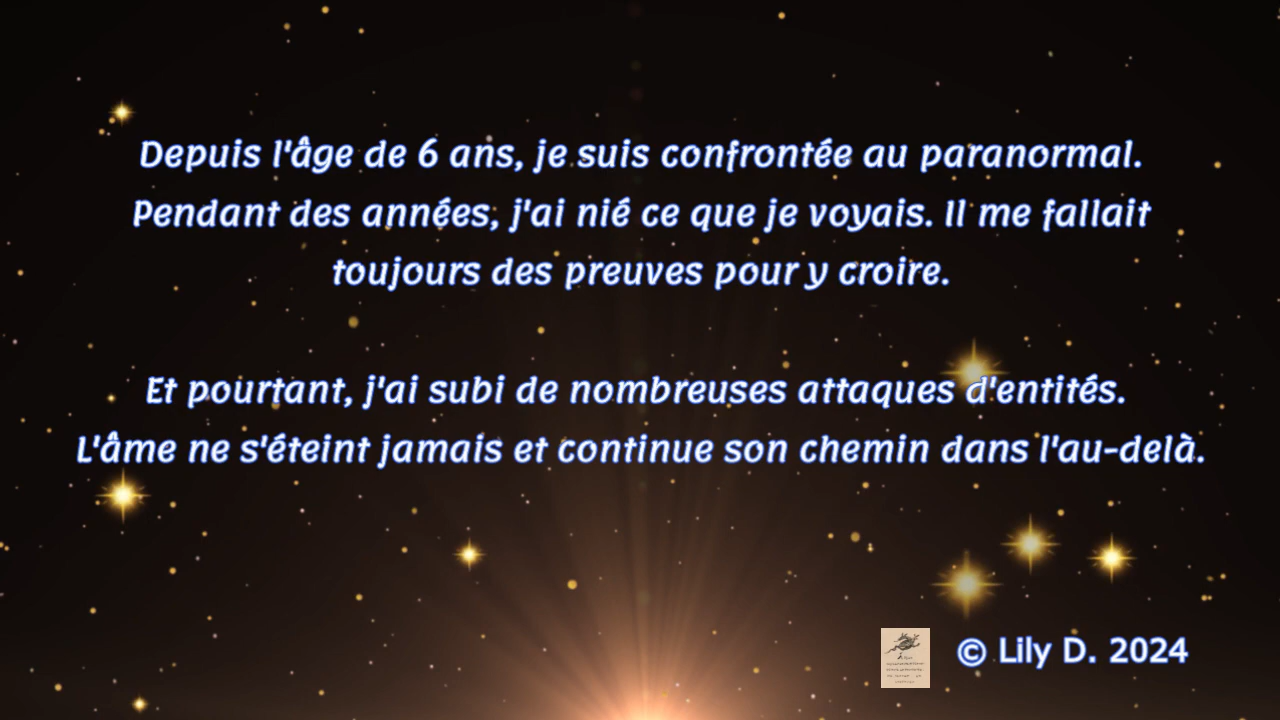 Depuis l'âge de 6 ans, je suis confrontée au paranormal.
Pendant des années, j'ai nié ce que je voyais. Il me fallait
toujours des preuves pour y croire.
Et pourtant, j'ai subi de nombreuses attaques d'entités.
L'âme ne s'éteint jamais et continue son chemin dans l'au-delà.
© Lily D. 2024